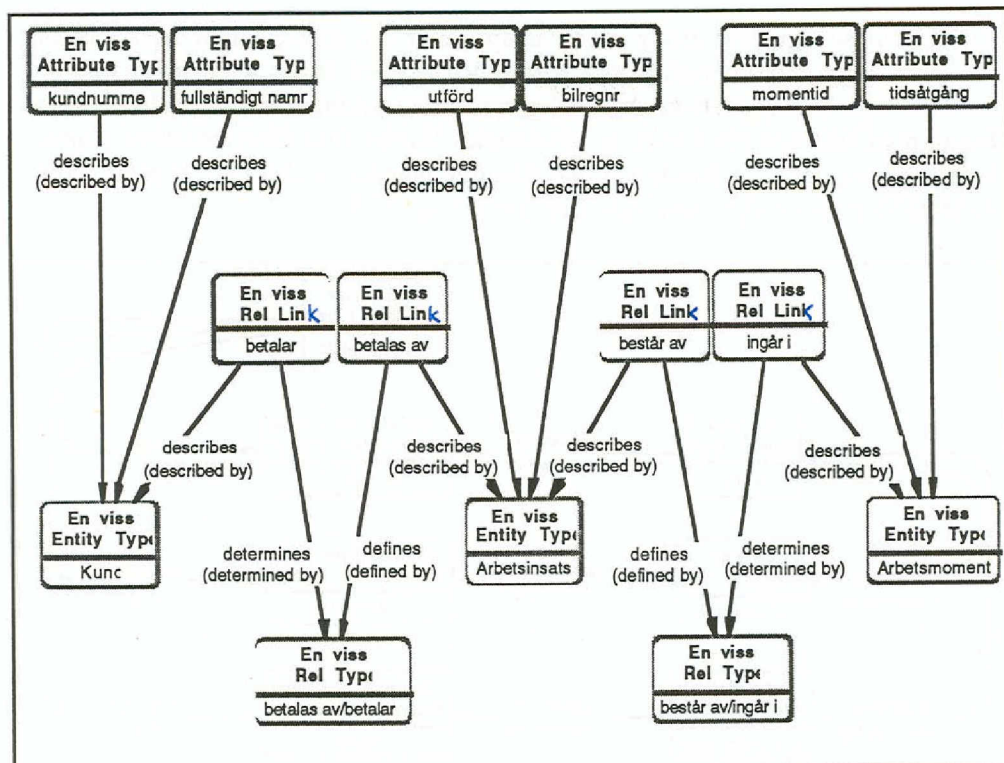 En viss
Attribute Typ
kundnumme
En viss
Attribute Typ
fullständigt namr
En viss
Attribute Typ
utförd
En viss
Attribute Typ
bilregnr
En viss
Attribute Typ
momentid
En viss
Attribute Typ
tidsåtgång
describes
(described by)
describes
(described by)
describes
(described by)
describes
(described by)
describes
(described by)
describes
(described by)
En viss
Rel Link
betalar
En viss
Rel Link
betalas av
En viss
Rel Link
består av
En viss
Rel Link
ingår i
describes
(described by)
describes
(described by)
describes
(described by)
describes
(described by)
En viss
Entity Type
Kunc
En viss
Entity Type
Arbetsinsats
En viss
Entity Type
Arbetsmoment
determines
(determined by)
defines
(defined by)
defines
(defined by)
determines
(determined by)
En viss
Rel Type
betalas av/betalar
En viss
Rel Type
består av/ingår i